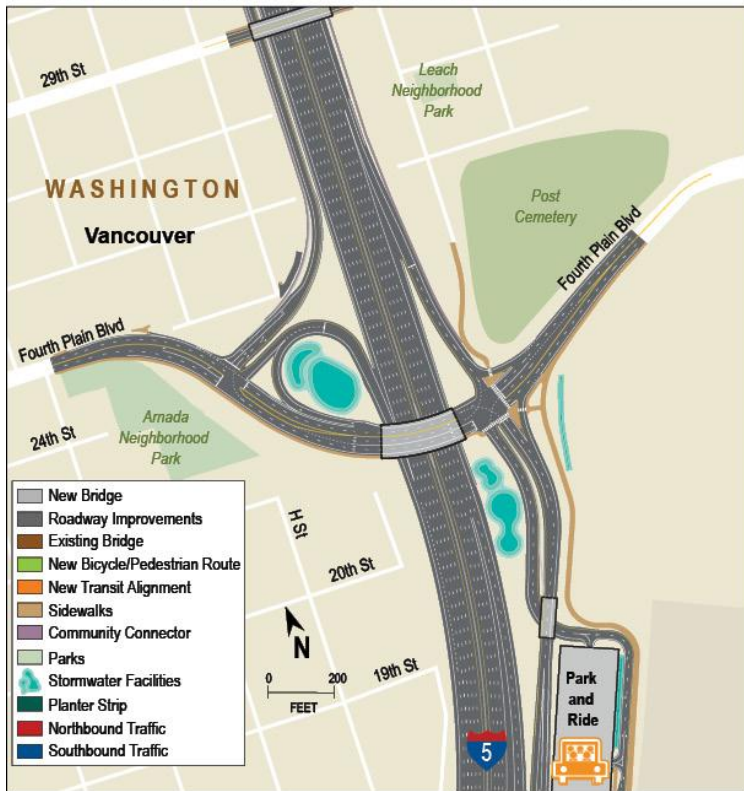 29th St
Leach
Neighborhood
Park
WASHINGTON
Vancouver
Post
Cemetery
Fourth Plain Blvd
Fourth Plain Blvd
24th St
Arnada
Neighborhood
Park
H St
20th St
19th St
N
0 200
FEET
New Bridge
Roadway Improvements
Existing Bridge
New Bicycle/Pedestrian Route
New Transit Alignment
Sidewalks
Community Connector
Parks
Stormwater Facilities
Planter Strip
Northbound Traffic
Southbound Traffic
5
Park
and
Ride